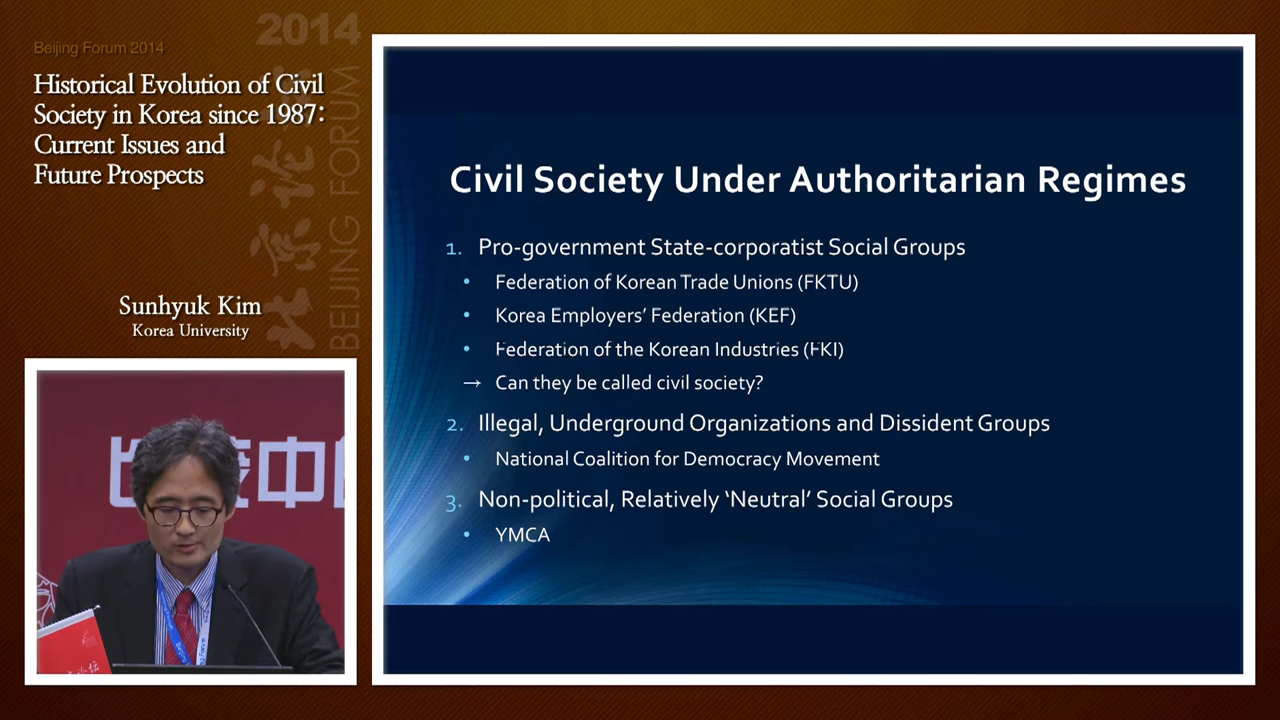 2014
北京论坛
BEIJING FORUM
Beijing Forum 2014
Historical Evolution of Civil
Society in Korea since 1987:
Current Issues and
Future Prospects
Sunhyuk Kim
Korea University
Civil Society Under Authoritarian Regimes
1. Pro-government State-corporatist Social Groups
• Federation of Korean Trade Unions (FKTU)
• Korea Employers’ Federation (KEF)
• Federation of the Korean Industries (FKI)
→ Can they be called civil society?
2. Illegal, Underground Organizations and Dissident Groups
• National Coalition for Democracy Movement
3. Non-political, Relatively ‘Neutral’ Social Groups
• YMCA